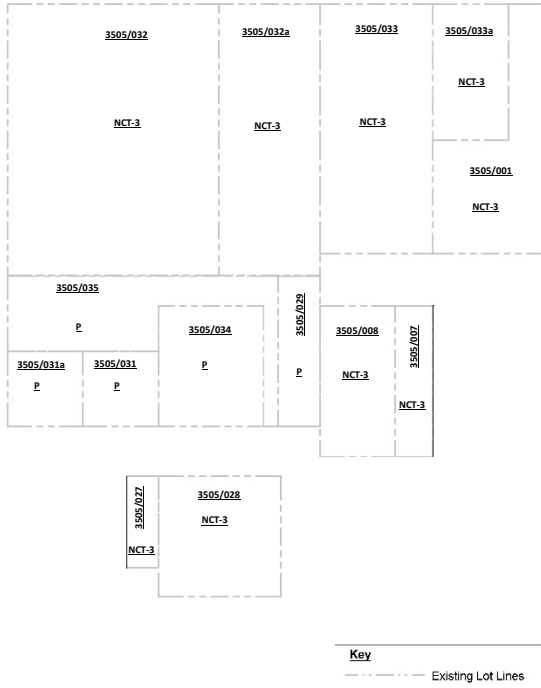 3505/032
3505/032a
3505/033
3505/033a
NCT-3
NCT-3
NCT-3
NCT-3
3505/001
NCT-3
3505/035
P
3505/029
P
3505/034
P
3505/031a
P
3505/031
P
3505/008
NCT-3
3505/007
NCT-3
3505/027
NCT-3
3505/028
NCT-3
Key
Existing Lot Lines